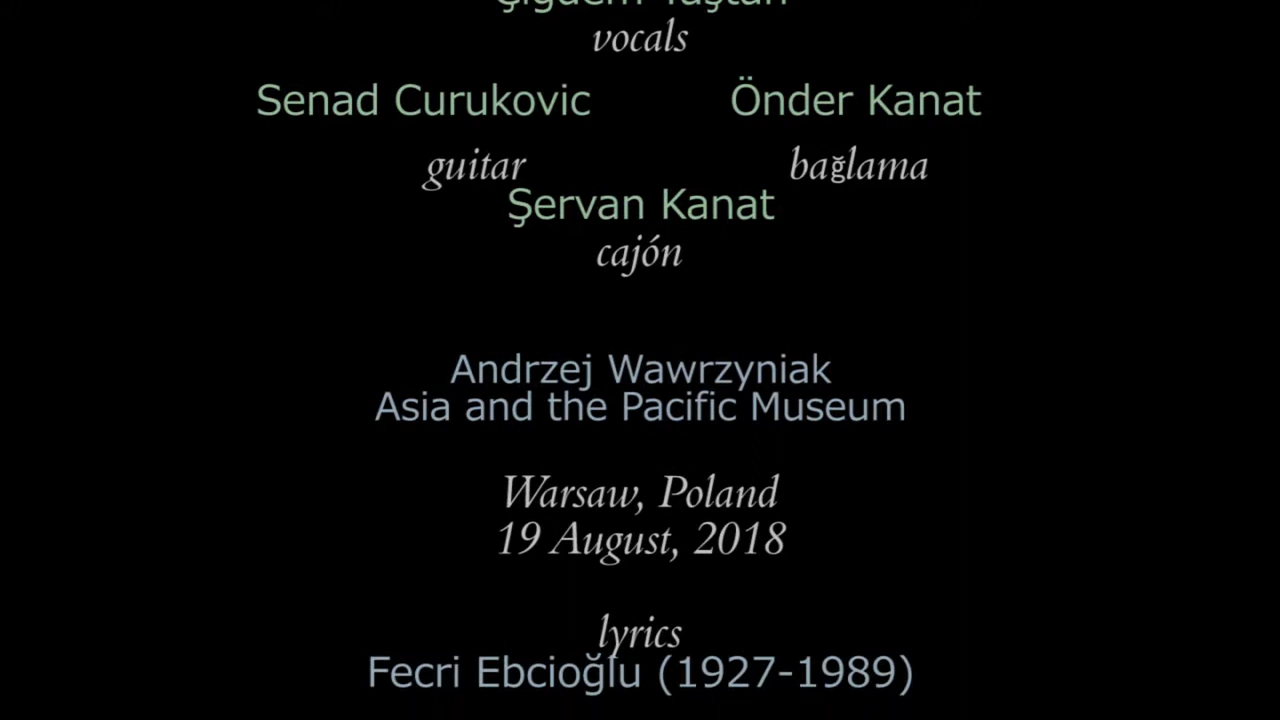 vocals
Senad Curukovic Önder Kanat
guitar bağlama
Şervan Kanat
cajón
Andrzej Wawrzyniak
Asia and the Pacific Museum
Warsaw, Poland
19 August, 2018
lyrics
Fecri Ebcioğlu (1927-1989)